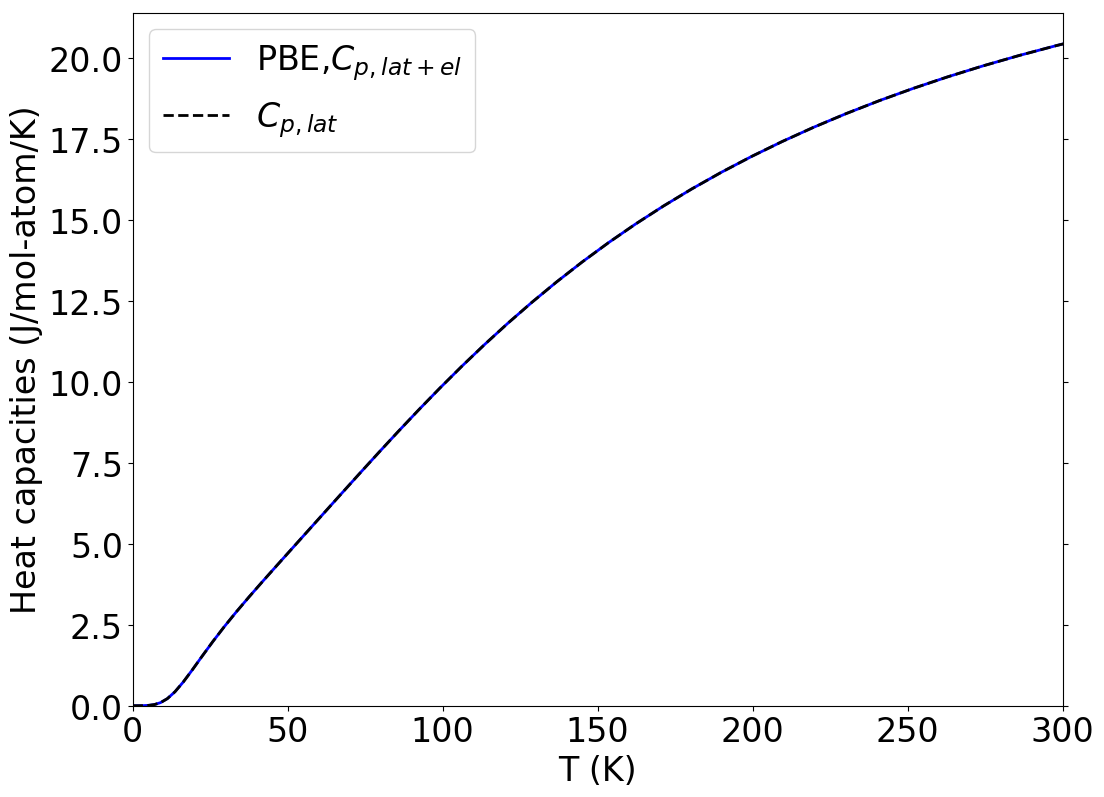 PBE,C_{p, lat + el}
C_{p, lat}
Heat capacities (J/mol-atom/K)
20.0
17.5
15.0
12.5
10.0
7.5
5.0
2.5
0.0
0 50 100 150 200 250 300
T (K)